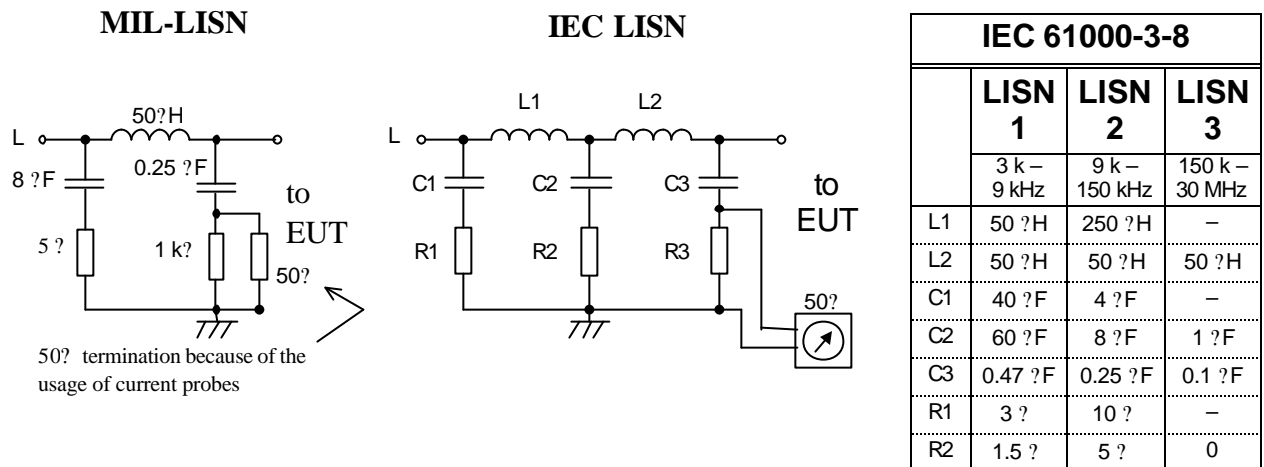 MIL-LISN
50?H
L
8 ?F
0.25 ?F
to
EUT
5 ?
1 k?
50?
50? termination because of the
usage of current probes
IEC LISN
L1
L2
L
C1
C2
C3
to
EUT
R1
R2
R3
50?
IEC 61000-3-8
LISN 1 LISN 2 LISN 3
3 k – 9 kHz 9 k – 150 kHz 150 k – 30 MHz
L1 50 ?H 250 ?H –
L2 50 ?H 50 ?H 50 ?H
C1 40 ?F 4 ?F –
C2 60 ?F 8 ?F 1 ?F
C3 0.47 ?F 0.25 ?F 0.1 ?F
R1 3 ? 10 ? –
R2 1.5 ? 5 ? 0